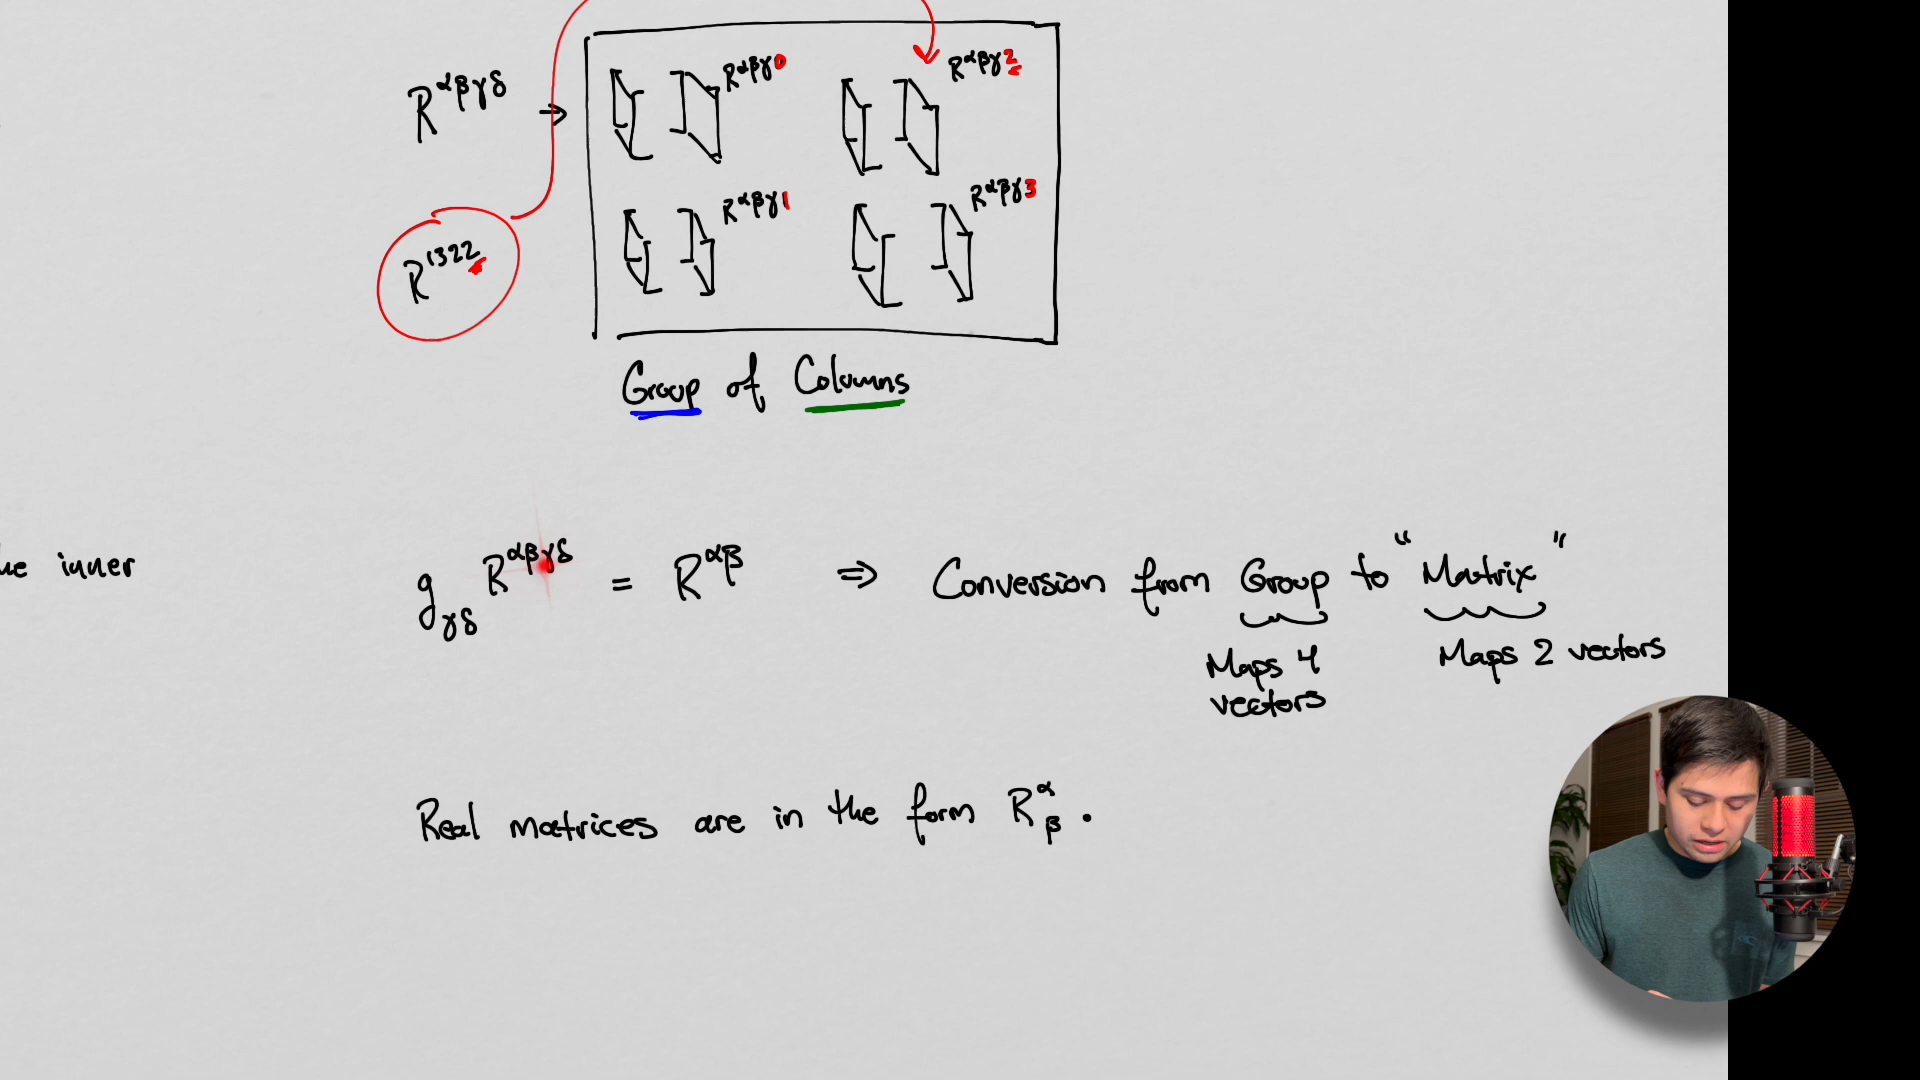 R^αβγδ → R^αβγ0 R^αβγ2
R^1322 R^αβγ1 R^αβγ3
Group of Columns
inner
g_γδ R^αβγδ = R^αβ ⇒ Conversion from Group to "Matrix"
Maps 4 vectors
Maps 2 vectors
Real matrices are in the form R^α_β.